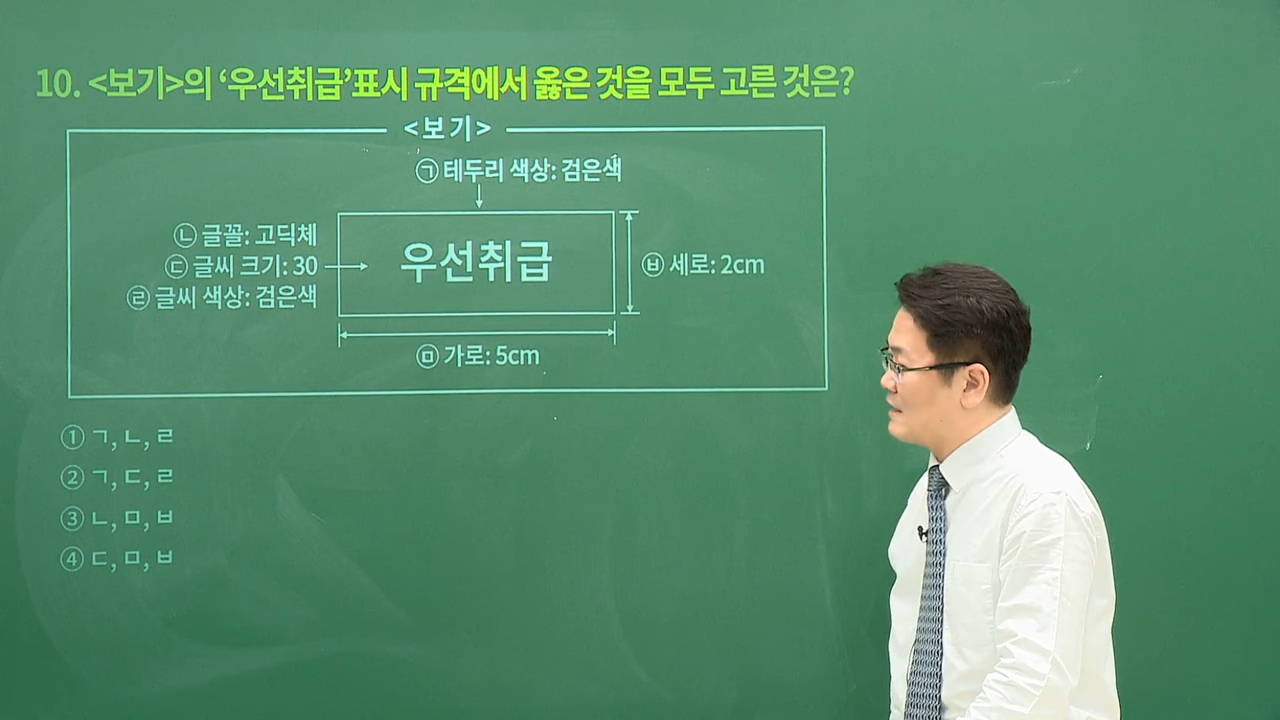 10. <보기>의 ‘우선취급’표시 규격에서 옳은 것을 모두 고른 것은?
<보기>
㉠ 테두리 색상: 검은색
㉡ 글꼴: 고딕체
㉢ 글씨 크기: 30
㉣ 글씨 색상: 검은색
우선취급
㉥ 세로: 2cm
㉤ 가로: 5cm
① ㄱ, ㄴ, ㄹ
② ㄱ, ㄷ, ㄹ
③ ㄴ, ㅁ, ㅂ
④ ㄷ, ㅁ, ㅂ